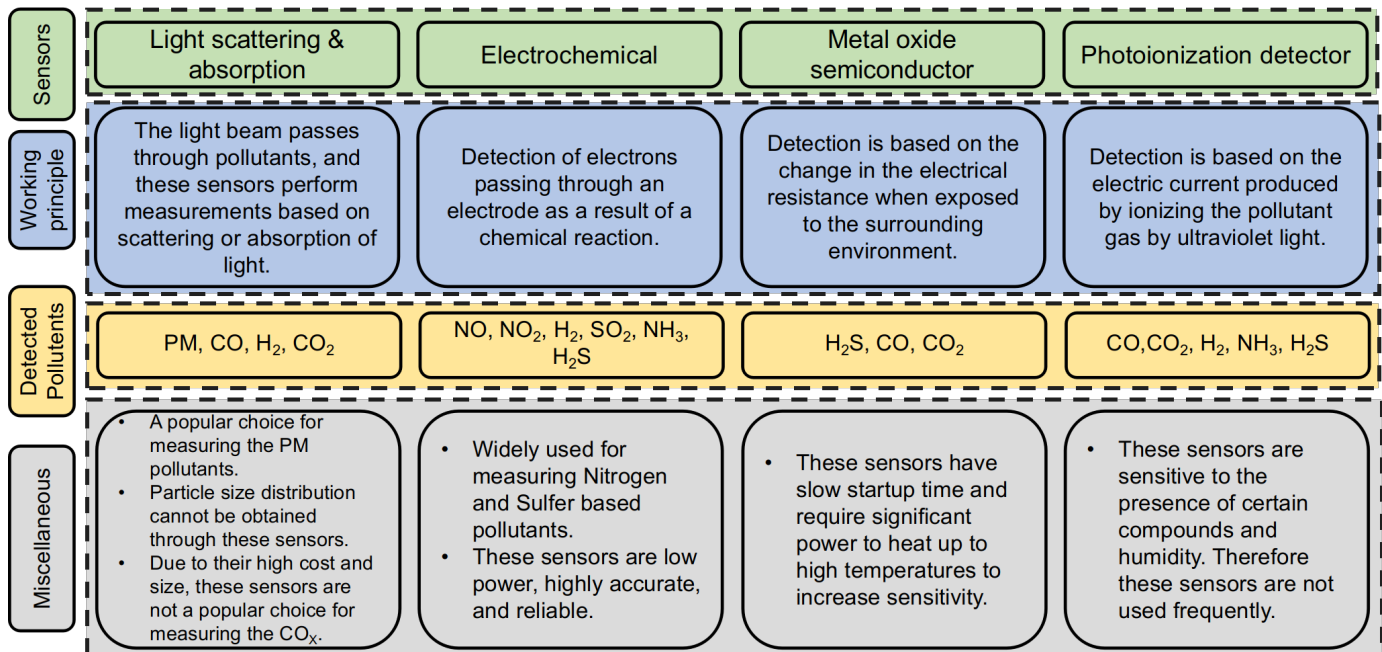 Sensors
Light scattering &
absorption
Electrochemical
Metal oxide
semiconductor
Photoionization detector
Working
principle
The light beam passes
through pollutants, and
these sensors perform
measurements based on
scattering or absorption of
light.
Detection of electrons
passing through an
electrode as a result of a
chemical reaction.
Detection is based on the
change in the electrical
resistance when exposed
to the surrounding
environment.
Detection is based on the
electric current produced
by ionizing the pollutant
gas by ultraviolet light.
Detected
Pollutents
PM, CO, H₂, CO₂
NO, NO₂, H₂, SO₂, NH₃,
H₂S
H₂S, CO, CO₂
CO,CO₂, H₂, NH₃, H₂S
Miscellaneous
• A popular choice for
measuring the PM
pollutants.
• Particle size distribution
cannot be obtained
through these sensors.
• Due to their high cost and
size, these sensors are
not a popular choice for
measuring the COₓ.
• Widely used for
measuring Nitrogen
and Sulfer based
pollutants.
• These sensors are low
power, highly accurate,
and reliable.
• These sensors have
slow startup time and
require significant
power to heat up to
high temperatures to
increase sensitivity.
• These sensors are
sensitive to the
presence of certain
compounds and
humidity. Therefore
these sensors are not
used frequently.